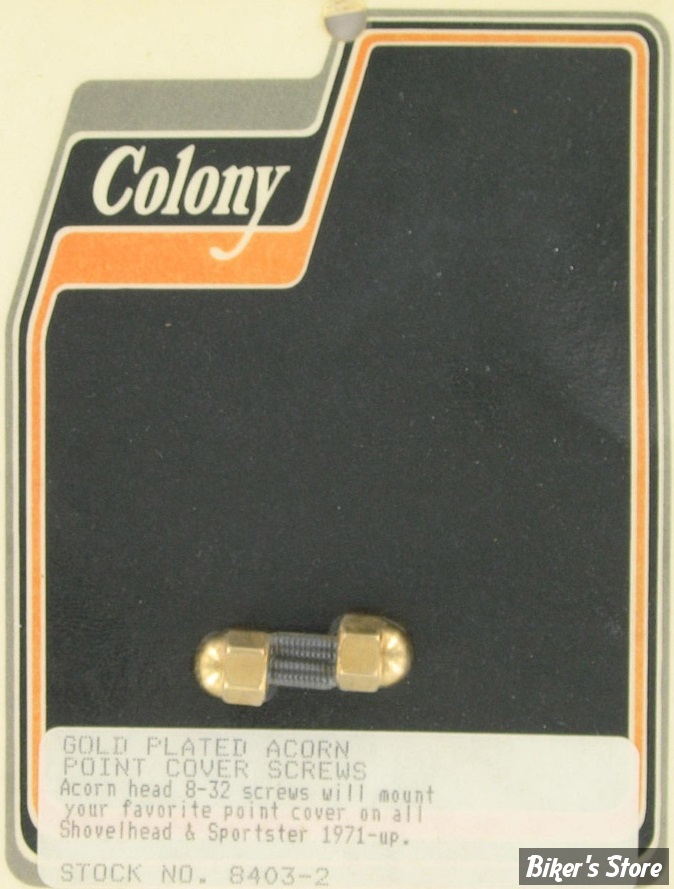 Colony
GOLD PLATED ACORN
POINT COVER SCREWS
Acorn head 8-32 screws will mount
your favorite point cover on all
Shovelhead & Sportster 1971-up.
STOCK NO. 8403-2
Biker's Store